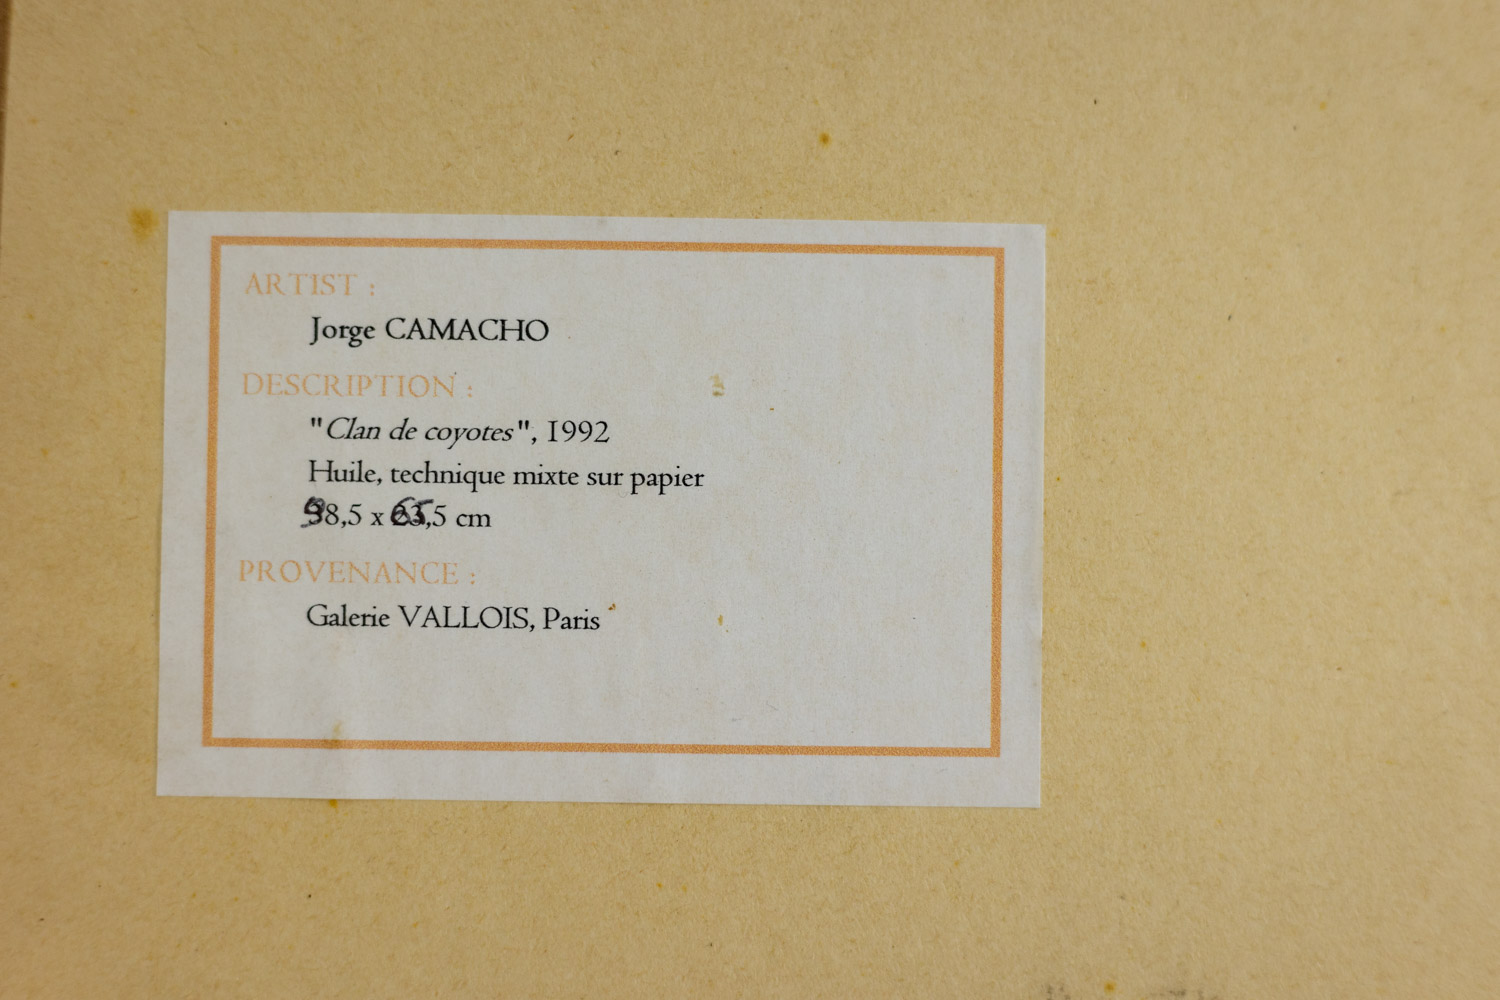 ARTIST :
Jorge CAMACHO
DESCRIPTION :
"Clan de coyotes", 1992
Huile, technique mixte sur papier
98,5 x 65,5 cm
PROVENANCE :
Galerie VALLOIS, Paris